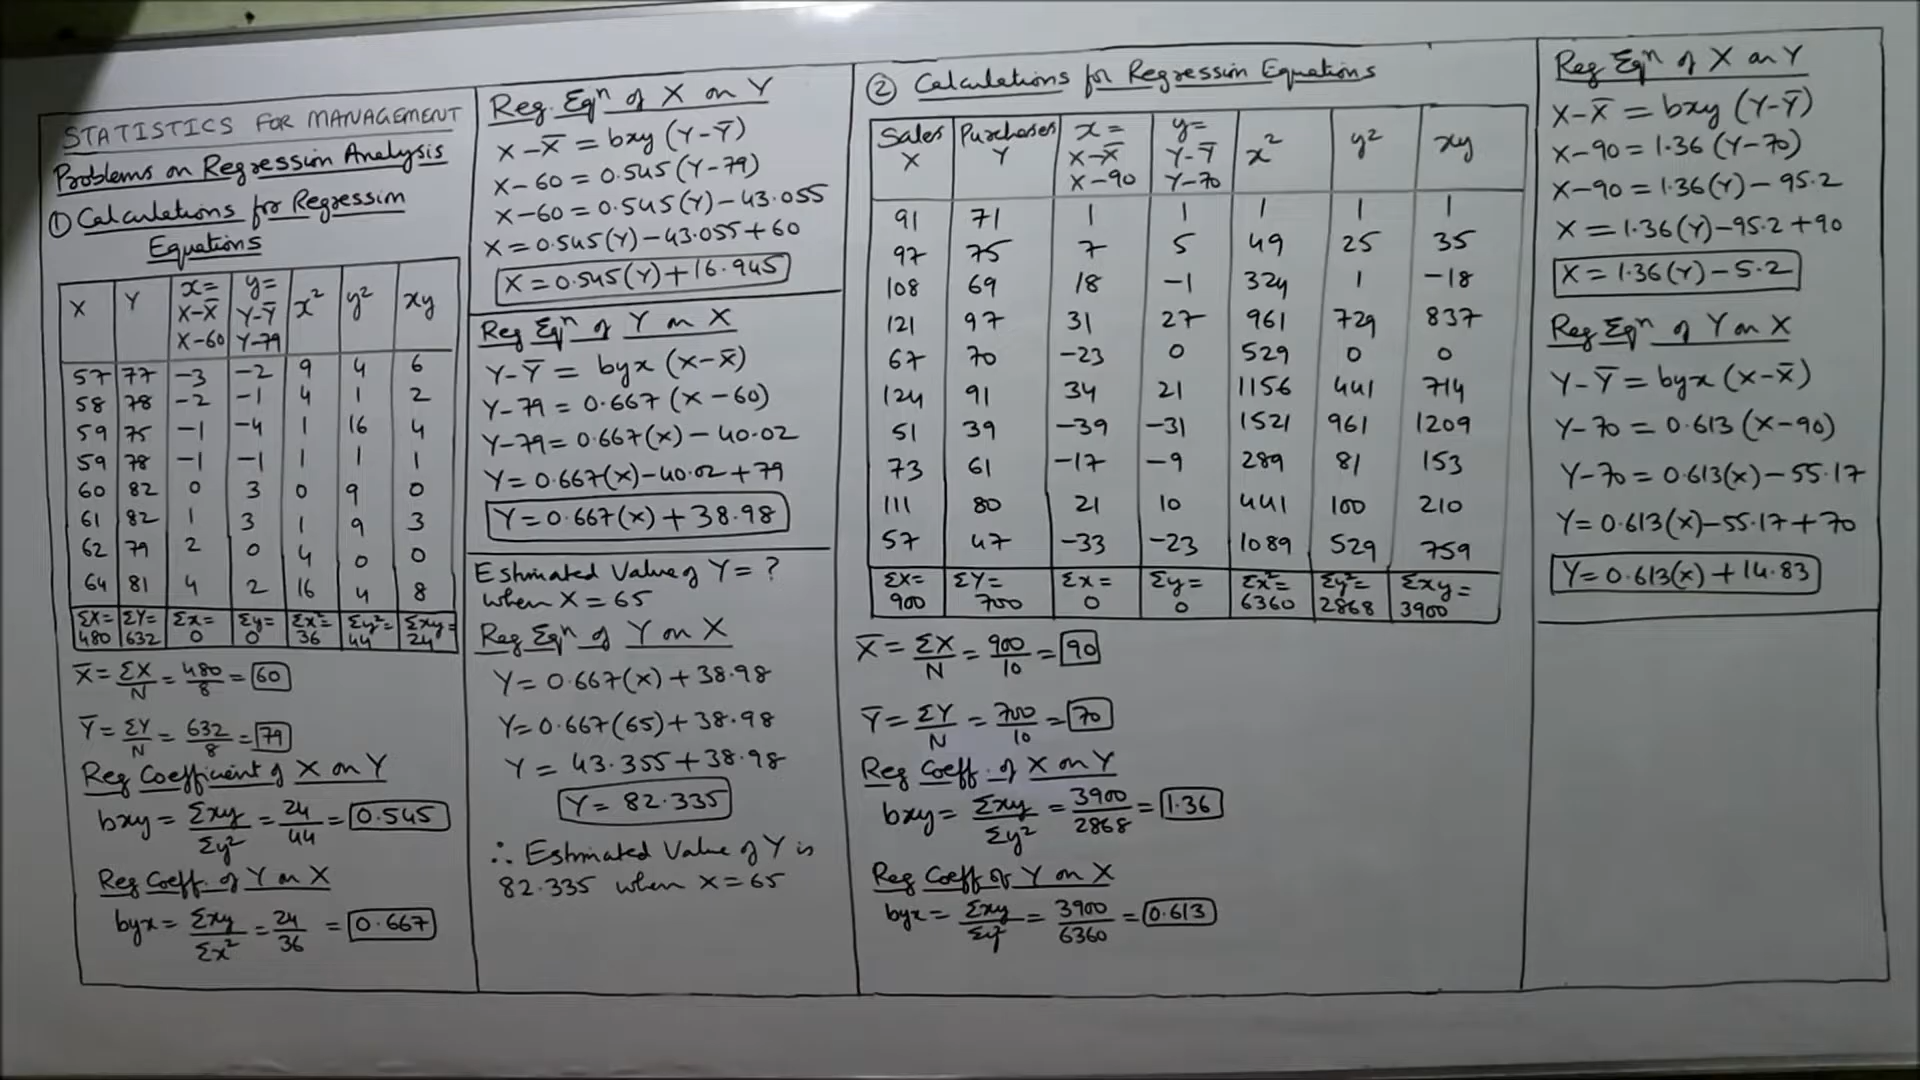 STATISTICS FOR MANAGEMENT
Problems on Regression Analysis
① Calculations for Regression
Equations
X Y x= X-X̅ X-60 y= Y-Y̅ Y-79 x² y² xy
57 77 -3 -2 9 4 6
58 78 -2 -1 4 1 2
59 75 -1 -4 1 16 4
59 78 -1 -1 1 1 1
60 82 0 3 0 9 0
61 82 1 3 1 9 3
62 79 2 0 4 0 0
64 81 4 2 16 4 8
ΣX= 480 ΣY= 632 Σx= 0 Σy= 0 Σx²= 36 Σy²= 44 Σxy= 24
X̅ = ΣX/N = 480/8 = 60
Y̅ = ΣY/N = 632/8 = 79
Reg Coefficient of X on Y
bxy = Σxy/Σy² = 24/44 = 0.545
Reg Coeff. of Y on X
byx = Σxy/Σx² = 24/36 = 0.667
Reg. Eqⁿ of X on Y
X-X̅ = bxy (Y-Y̅)
X-60 = 0.545 (Y-79)
X-60 = 0.545(Y) - 43.055
X = 0.545(Y) - 43.055 + 60
X = 0.545(Y) + 16.945
Reg Eqⁿ of Y on X
Y-Y̅ = byx (X-X̅)
Y-79 = 0.667 (X-60)
Y-79 = 0.667(X) - 40.02
Y = 0.667(X) - 40.02 + 79
Y = 0.667(X) + 38.98
Estimated Value of Y = ?
when X = 65
Reg Eqⁿ of Y on X
Y = 0.667(X) + 38.98
Y = 0.667(65) + 38.98
Y = 43.355 + 38.98
Y = 82.335
∴ Estimated Value of Y is
82.335 when X = 65
② Calculations for Regression Equations
Sales X Purchases Y x= X-X̅ X-90 y= Y-Y̅ Y-70 x² y² xy
91 71 1 1 1 1 1
97 75 7 5 49 25 35
108 69 18 -1 324 1 -18
121 97 31 27 961 729 837
67 70 -23 0 529 0 0
124 91 34 21 1156 441 714
51 39 -39 -31 1521 961 1209
73 61 -17 -9 289 81 153
111 80 21 10 441 100 210
57 47 -33 -23 1089 529 759
ΣX= 900 ΣY= 700 Σx= 0 Σy= 0 Σx²= 6360 Σy²= 2868 Σxy= 3900
X̅ = ΣX/N = 900/10 = 90
Y̅ = ΣY/N = 700/10 = 70
Reg Coeff. of X on Y
bxy = Σxy/Σy² = 3900/2868 = 1.36
Reg Coeff of Y on X
byx = Σxy/Σy² = 3900/6360 = 0.613
Reg Eqⁿ of X on Y
X-X̅ = bxy (Y-Y̅)
X-90 = 1.36 (Y-70)
X-90 = 1.36(Y) - 95.2
X = 1.36(Y) - 95.2 + 90
X = 1.36(Y) - 5.2
Reg Eqⁿ of Y on X
Y-Y̅ = byx (X-X̅)
Y-70 = 0.613 (X-90)
Y-70 = 0.613(X) - 55.17
Y = 0.613(X) - 55.17 + 70
Y = 0.613(X) + 14.83